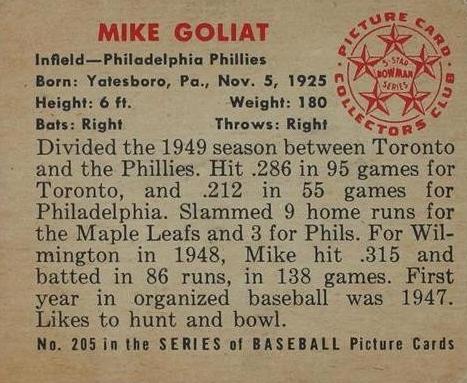 MIKE GOLIAT
Infield—Philadelphia Phillies
Born: Yatesboro, Pa., Nov. 5, 1925
Height: 6 ft. Weight: 180
Bats: Right Throws: Right
PICTURE CARD
5-STAR
BOWMAN
SERIES
COLLECTORS CLUB
Divided the 1949 season between Toronto
and the Phillies. Hit .286 in 95 games for
Toronto, and .212 in 55 games for
Philadelphia. Slammed 9 home runs for
the Maple Leafs and 3 for Phils. For Wil-
mington in 1948, Mike hit .315 and
batted in 86 runs, in 138 games. First
year in organized baseball was 1947.
Likes to hunt and bowl.
No. 205 in the SERIES of BASEBALL Picture Cards